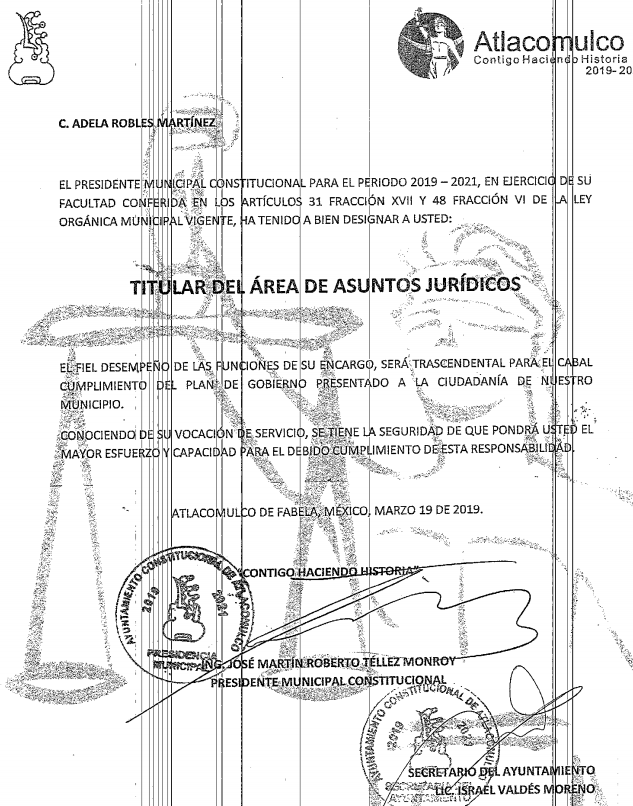 Atlacomulco
Contigo Haciendo Historia
2019-20
C. ADELA ROBLES MARTÍNEZ
EL PRESIDENTE MUNICIPAL CONSTITUCIONAL PARA EL PERIODO 2019 – 2021, EN EJERCICIO DE SU
FACULTAD CONFERIDA EN LOS ARTÍCULOS 31 FRACCIÓN XVII Y 48 FRACCIÓN VI DE LA LEY
ORGÁNICA MUNICIPAL VIGENTE, HA TENIDO A BIEN DESIGNAR A USTED:
TITULAR DEL ÁREA DE ASUNTOS JURÍDICOS
EL FIEL DESEMPEÑO DE LAS FUNCIONES DE SU ENCARGO, SERÁ TRASCENDENTAL PARA EL CABAL
CUMPLIMIENTO DEL PLAN DE GOBIERNO PRESENTADO A LA CIUDADANÍA DE NUESTRO
MUNICIPIO.
CONOCIENDO DE SU VOCACIÓN DE SERVICIO, SE TIENE LA SEGURIDAD DE QUE PONDRÁ USTED EL
MAYOR ESFUERZO Y CAPACIDAD PARA EL DEBIDO CUMPLIMIENTO DE ESTA RESPONSABILIDAD.
ATLACOMULCO DE FABELA, MÉXICO, MARZO 19 DE 2019.
"CONTIGO HACIENDO HISTORIA"
AYUNTAMIENTO CONSTITUCIONAL DE ATLACOMULCO
2019 2021
PRESIDENCIA
MUNICIPAL
ING. JOSÉ MARTÍN ROBERTO TÉLLEZ MONROY
PRESIDENTE MUNICIPAL CONSTITUCIONAL
AYUNTAMIENTO CONSTITUCIONAL DE ATLACOMULCO
2019
AYUNTAMIENTO
SECRETARIO DEL AYUNTAMIENTO
LIC. ISRAEL VALDÉS MORENO